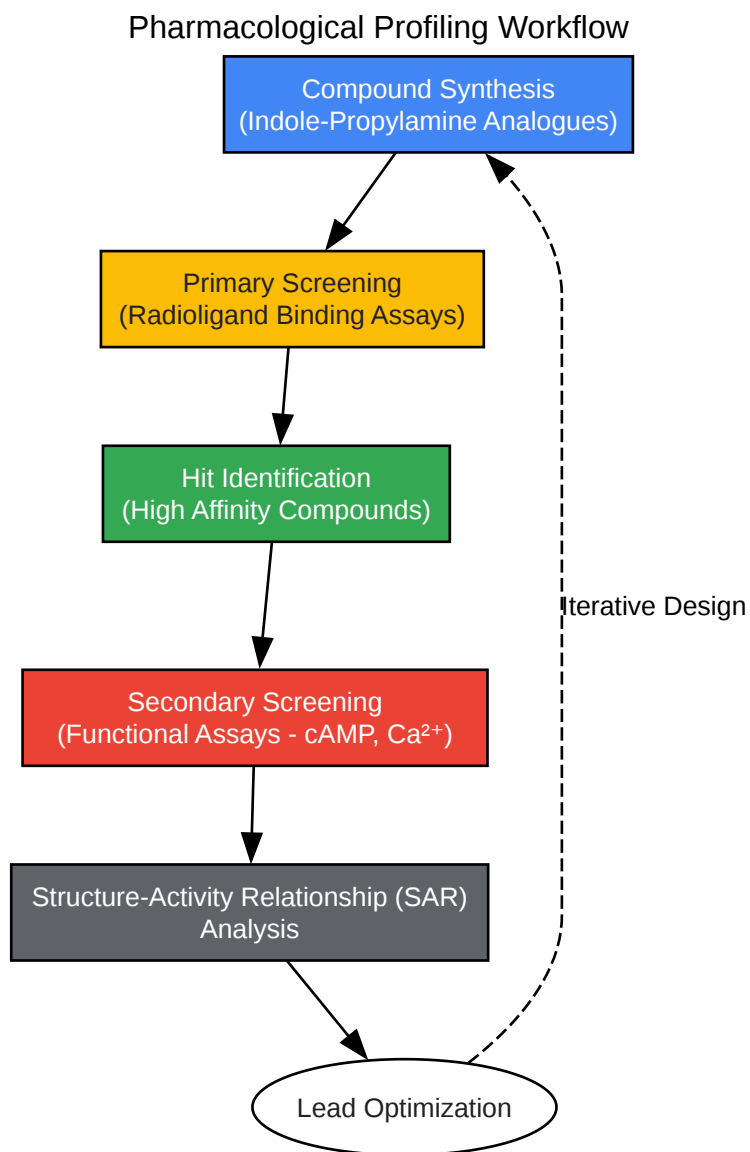 Pharmacological Profiling Workflow
Compound Synthesis
(Indole-Propylamine Analogues)
Primary Screening
(Radioligand Binding Assays)
Hit Identification
(High Affinity Compounds)
Iterative Design
Secondary Screening
(Functional Assays - cAMP, Ca²⁺)
Structure-Activity Relationship (SAR)
Analysis
Lead Optimization